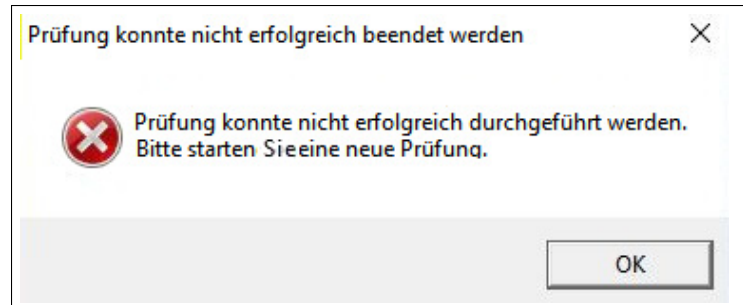 Prüfung konnte nicht erfolgreich beendet werden
Prüfung konnte nicht erfolgreich durchgeführt werden.
Bitte starten Sieeine neue Prüfung.
OK